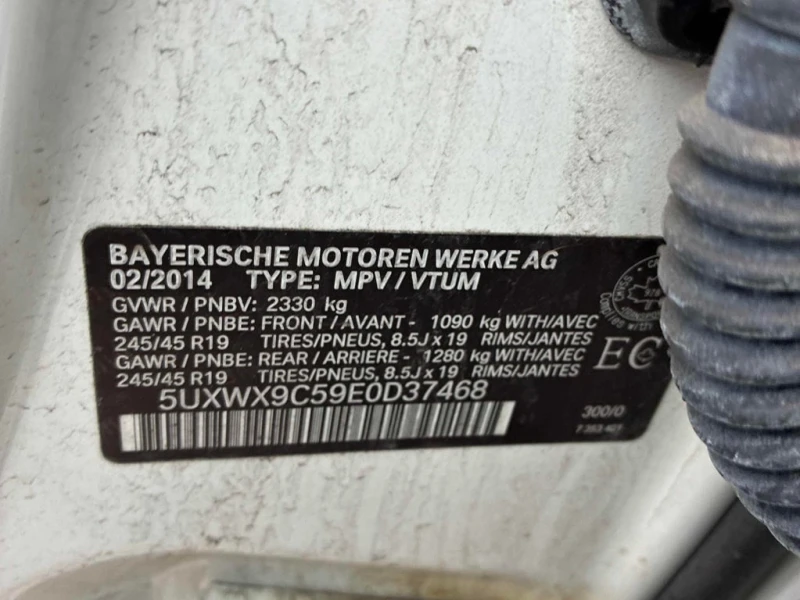 BAYERISCHE MOTOREN WERKE AG
02/2014 TYPE: MPV / VTUM
GVWR / PNBV: 2330 kg
GAWR / PNBE: FRONT / AVANT - 1090 kg WITH/AVEC
245/45 R19 TIRES/PNEUS, 8.5J x 19 RIMS/JANTES
GAWR / PNBE: REAR / ARRIERE - 1280 kg WITH/AVEC
245/45 R19 TIRES/PNEUS, 8.5J x 19 RIMS/JANTES
EC
5UXWX9C59E0D37468
300/0